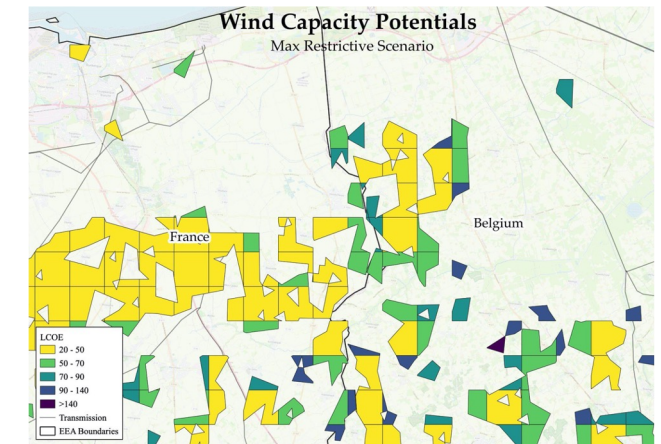 Wind Capacity Potentials
Max Restrictive Scenario
Belgium
France
LCOE
20 - 50
50 - 70
70 - 90
90 - 140
>140
Transmission
EEA Boundaries